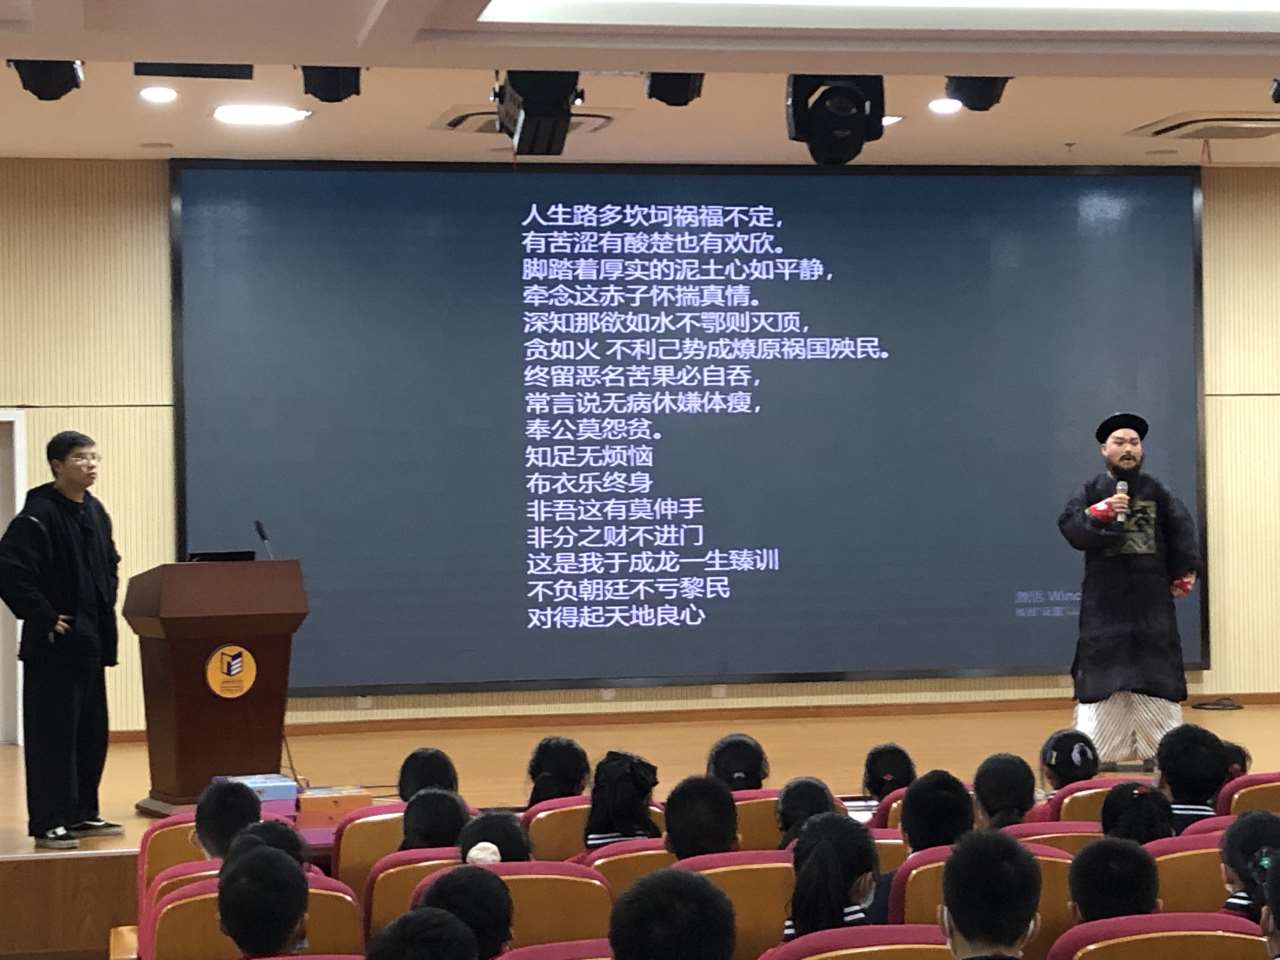 人生路多坎坷祸福不定，
有苦涩有酸楚也有欢欣。
脚踏着厚实的泥土心如平静，
牵念这赤子怀揣真情。
深知那欲如水不鄂则灭顶，
贪如火 不利己势成燎原祸国殃民。
终留恶名苦果必自吞，
常言说无病休嫌体瘦，
奉公莫怨贫。
知足无烦恼
布衣乐终身
非吾这有莫伸手
非分之财不进门
这是我于成龙一生臻训
不负朝廷不亏黎民
对得起天地良心
激活 Winc